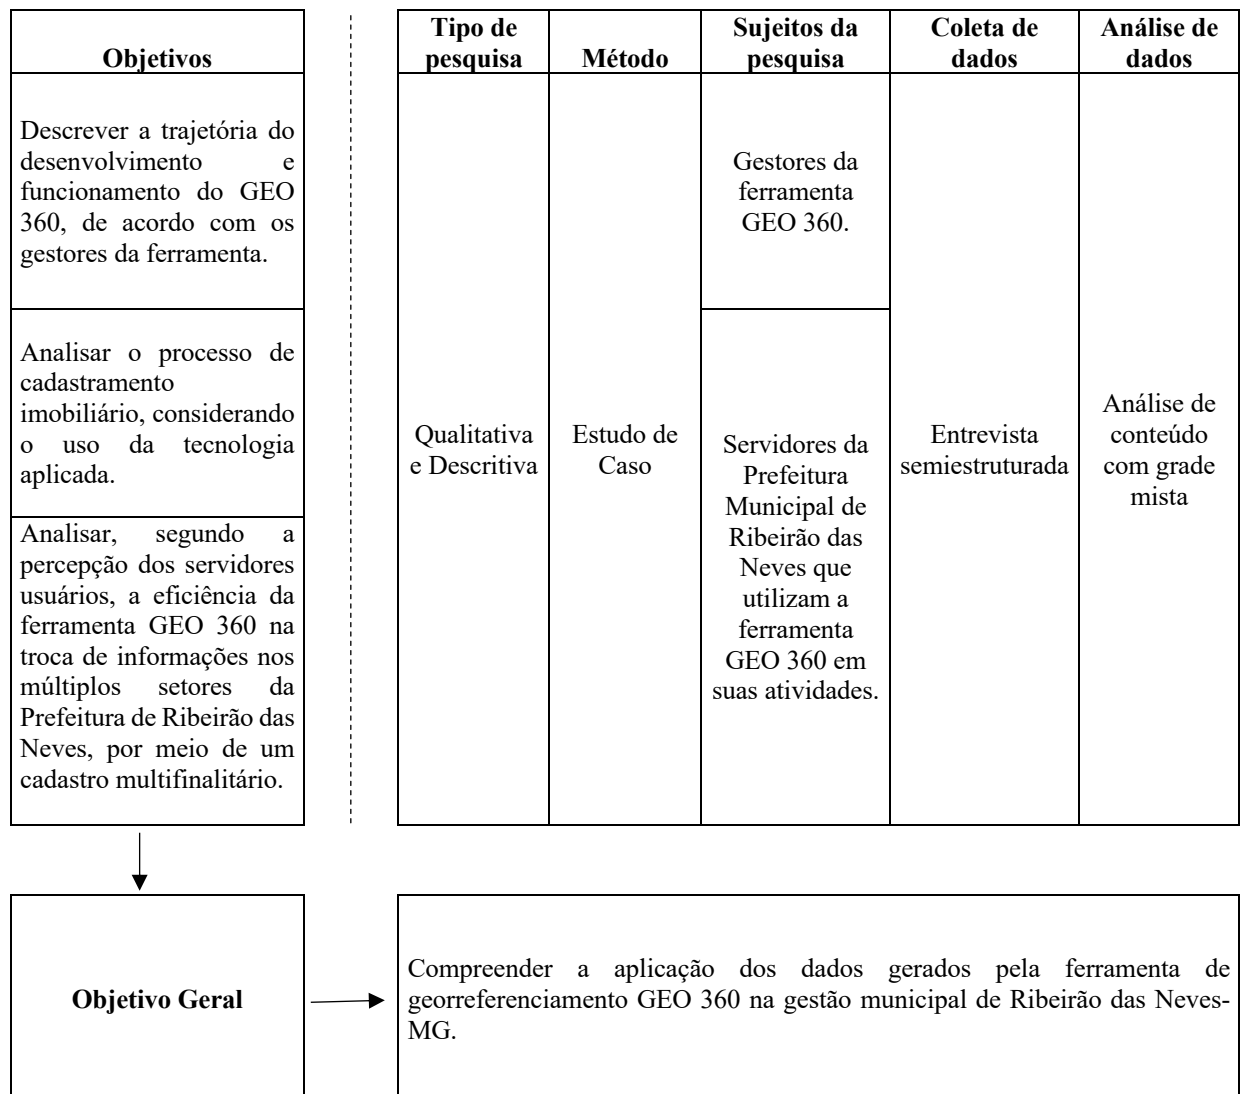 Objetivos
Descrever a trajetória do
desenvolvimento e
funcionamento do GEO
360, de acordo com os
gestores da ferramenta.
Analisar o processo de
cadastramento
imobiliário, considerando
o uso da tecnologia
aplicada.
Analisar, segundo a
percepção dos servidores
usuários, a eficiência da
ferramenta GEO 360 na
troca de informações nos
múltiplos setores da
Prefeitura de Ribeirão das
Neves, por meio de um
cadastro multifinalitário.
Tipo de
pesquisa
Método
Sujeitos da
pesquisa
Coleta de
dados
Análise de
dados
Qualitativa
e Descritiva
Estudo de
Caso
Gestores da
ferramenta
GEO 360.
Servidores da
Prefeitura
Municipal de
Ribeirão das
Neves que
utilizam a
ferramenta
GEO 360 em
suas atividades.
Entrevista
semiestruturada
Análise de
conteúdo
com grade
mista
Objetivo Geral
Compreender a aplicação dos dados gerados pela ferramenta de
georreferenciamento GEO 360 na gestão municipal de Ribeirão das Neves-
MG.